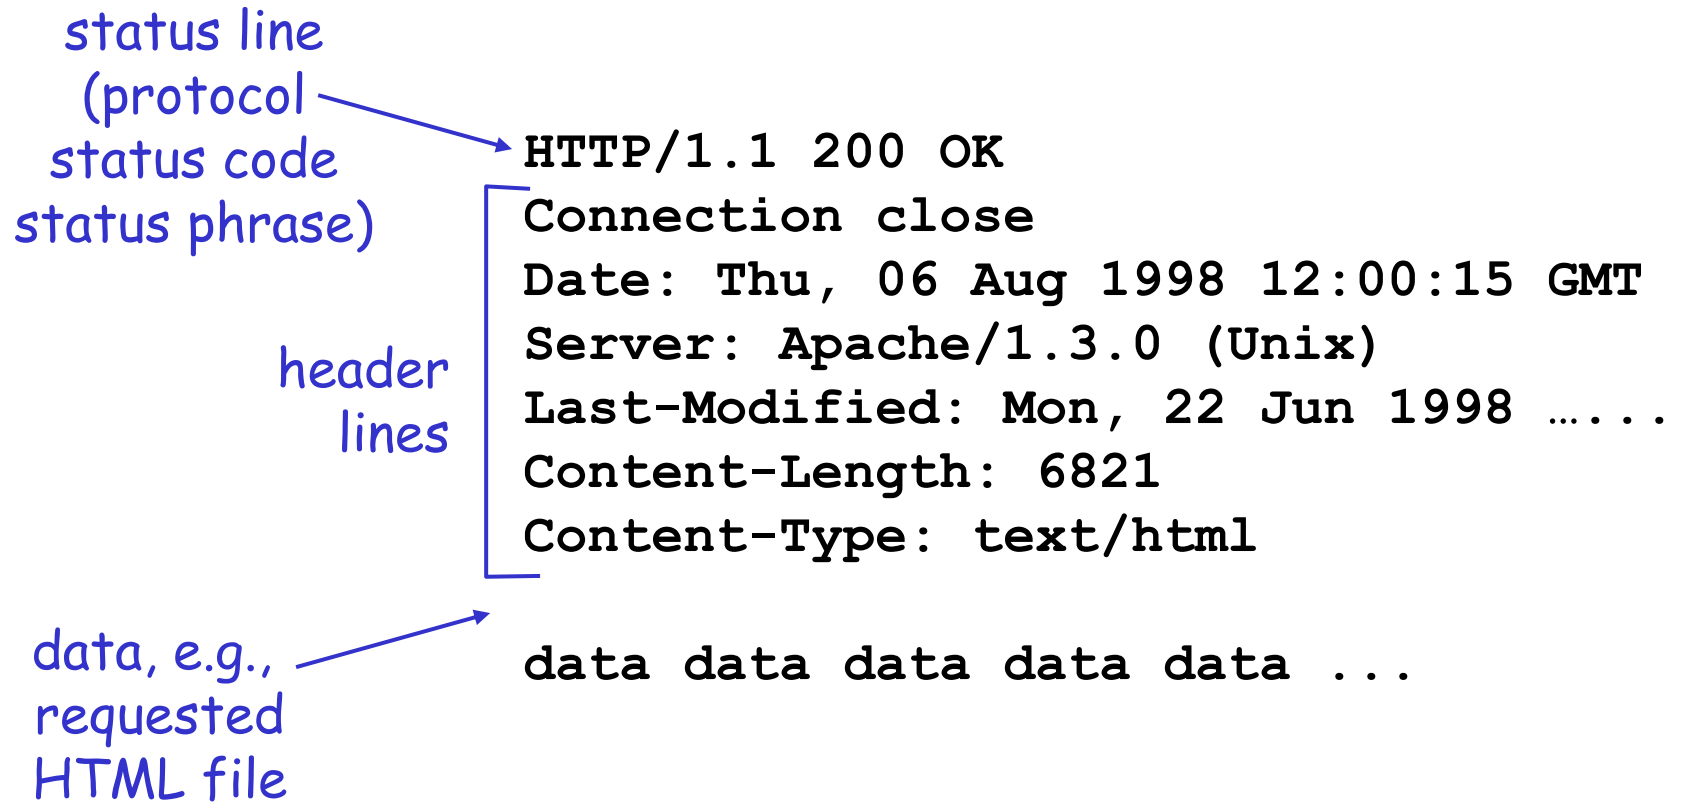 status line
(protocol
status code
status phrase)
HTTP/1.1 200 OK
Connection close
Date: Thu, 06 Aug 1998 12:00:15 GMT
Server: Apache/1.3.0 (Unix)
Last-Modified: Mon, 22 Jun 1998 …...
Content-Length: 6821
Content-Type: text/html
header
lines
data data data data data ...
data, e.g.,
requested
HTML file